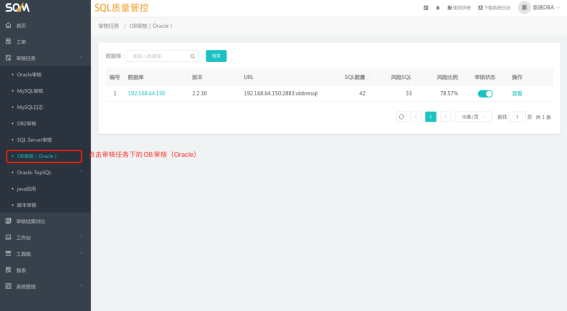 SQM
SQL质量管控
使用手册
下载系统日志
系统DBA
首页
工单
审核任务
Oracle审核
MySQL审核
MySQL日志
DB2审核
SQL Server审核
OB审核（Oracle）
Oracle-TopSQL
java应用
脚本审核
审核结果对比
工作台
工具箱
报表
系统管理
审核任务 / OB审核（Oracle）
数据库： 请输入数据库 搜索
编号 数据库 版本 URL SQL数量 风险SQL 风险比例 审核状态 操作
1 192.168.64.150 2.2.30 192.168.64.150:2883:obbmsql 42 33 78.57% 查看
1 10条/页 前往 1 页 共 1 条
点击审核任务下的 OB 审核（Oracle）